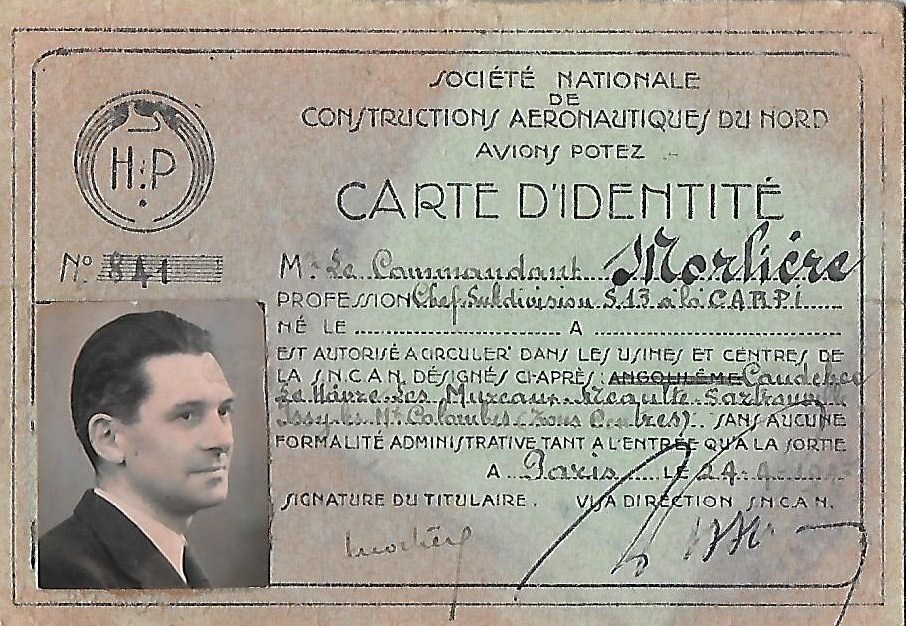 SOCIÉTÉ NATIONALE
DE
CONSTRUCTIONS AERONAUTIQUES DU NORD
AVIONS POTEZ
H.P
CARTE D'IDENTITÉ
No. 841
Mr. Le Commandant Morlière
PROFESSION Chef Subdivision S.13 à la C.A.R.P.I.
NÉ LE A
EST AUTORISÉ A CIRCULER DANS LES USINES ET CENTRES DE
LA S.N.C.A.N. DÉSIGNÉS CI-APRÈS: ANGOULÊME Caudebec
Le Hâvre. Les Mureaux. Méaulte. Sartrouville
Issy les Mx Colombes (Tous Centres) SANS AUCUNE
FORMALITÉ ADMINISTRATIVE TANT A L'ENTRÉE QU'A LA SORTIE
A Paris LE 24
SIGNATURE DU TITULAIRE. VISA DIRECTION S.N.C.A.N.
Morlière